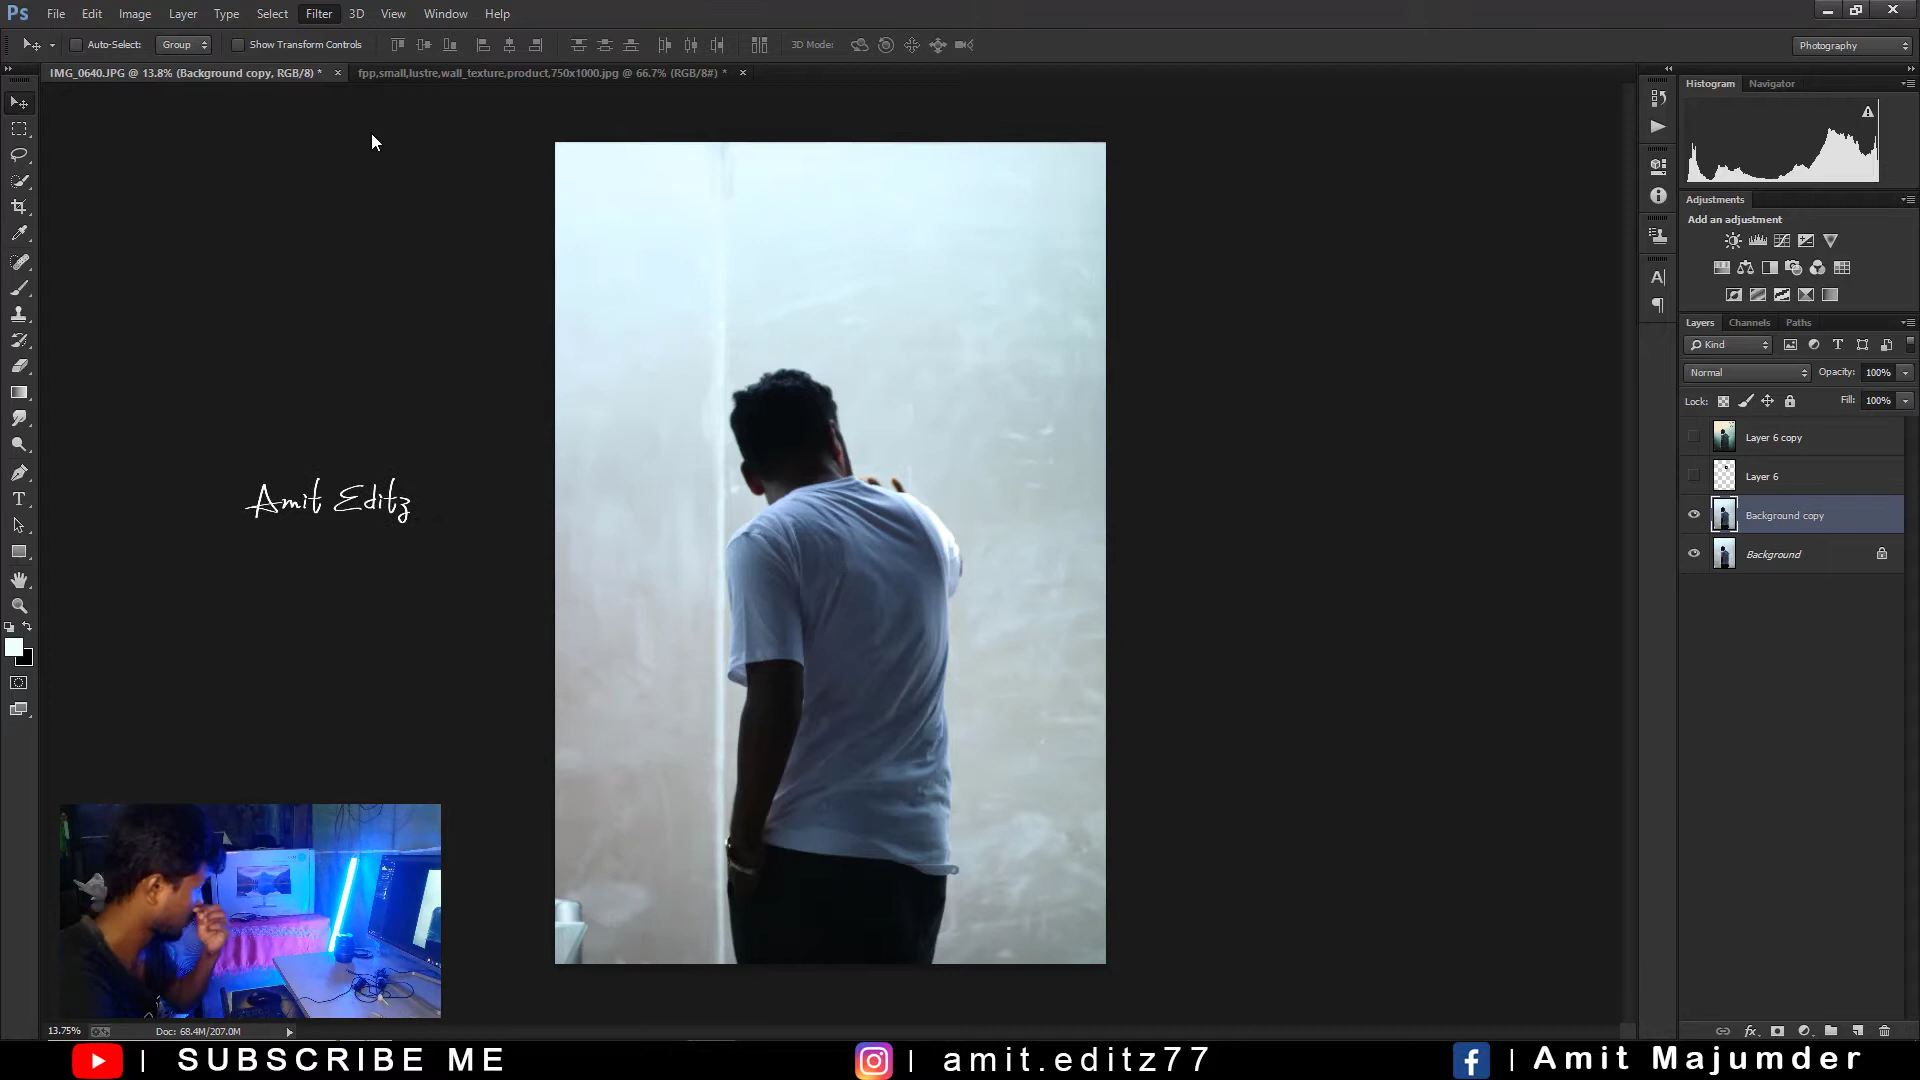 Ps File Edit Image Layer Type Select Filter 3D View Window Help
Auto-Select: Group Show Transform Controls 3D Mode: Photography
IMG_0640.JPG @ 13.8% (Background copy, RGB/8) * × fpp,small,lustre,wall_texture,product,750x1000.jpg @ 66.7% (RGB/8#) * ×
Histogram Navigator
Adjustments
Add an adjustment
Layers Channels Paths
Kind
Normal Opacity: 100%
Lock: Fill: 100%
Layer 6 copy
Layer 6
Background copy
Background
Amit Editz
13.75% Doc: 68.4M/207.0M
| SUBSCRIBE ME | amit.editz77 | Amit Majumder